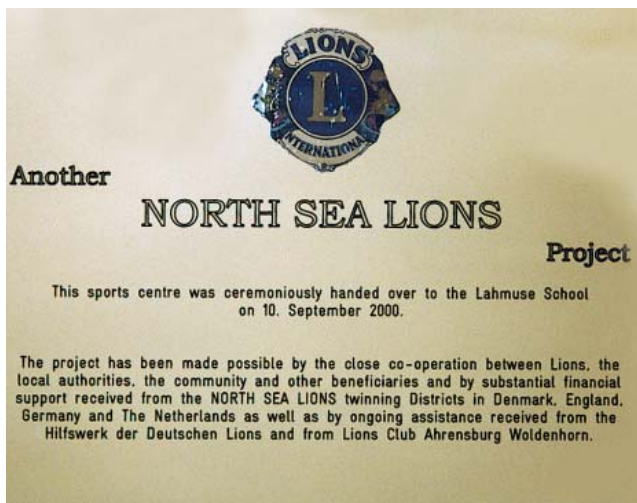 LIONS
L
INTERNATIONAL
Another
NORTH SEA LIONS
Project
This sports centre was ceremoniously handed over to the Lahmuse School
on 10. September 2000.
The project has been made possible by the close co-operation between Lions, the
local authorities, the community and other beneficiaries and by substantial financial
support received from the NORTH SEA LIONS twinning Districts in Denmark, England,
Germany and The Netherlands as well as by ongoing assistance received from the
Hilfswerk der Deutschen Lions and from Lions Club Ahrensburg Woldenhorn.